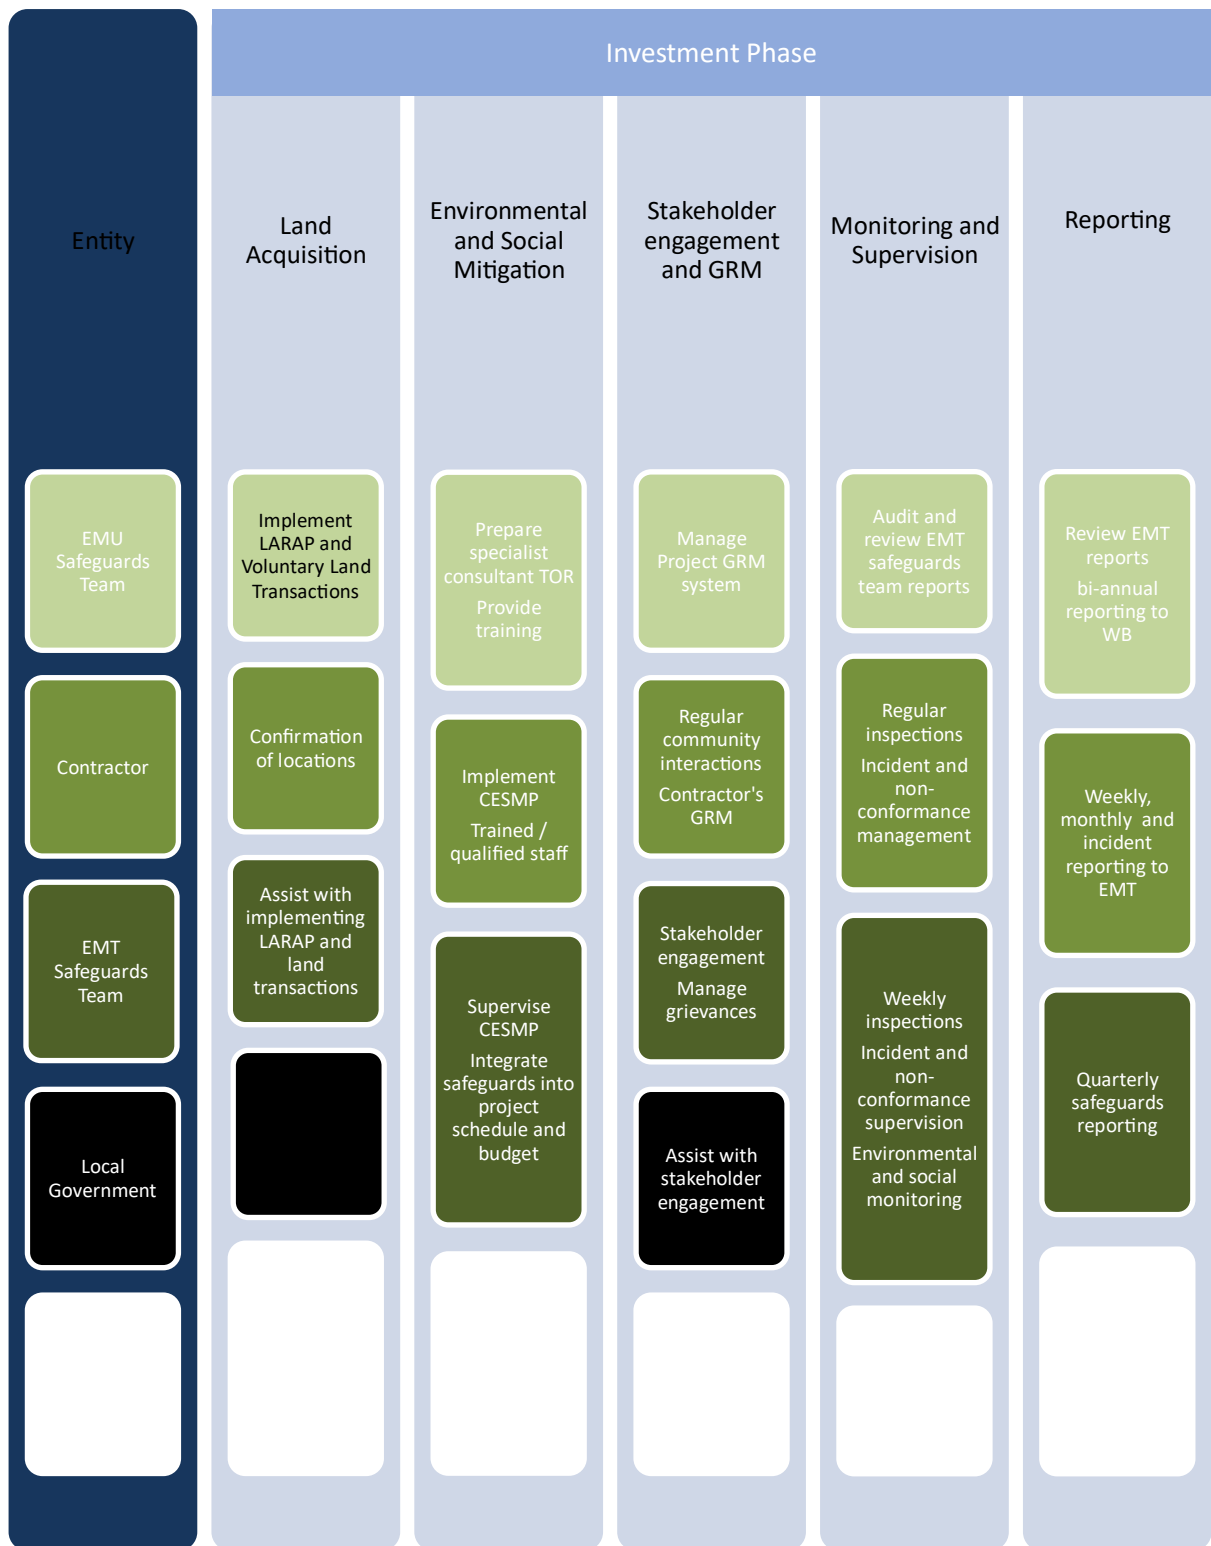 Investment Phase
Entity
Land
Acquisition
Environmental
and Social
Mitigation
Stakeholder
engagement
and GRM
Monitoring and
Supervision
Reporting
EMU
Safeguards
Team
Contractor
EMT
Safeguards
Team
Local
Government
Implement
LARAP and
Voluntary Land
Transactions
Confirmation
of locations
Assist with
implementing
LARAP and
land
transactions
Prepare
specialist
consultant TOR
Provide
training
Implement
CESMP
Trained /
qualified staff
Supervise
CESMP
Integrate
safeguards into
project
schedule and
budget
Manage
Project GRM
system
Regular
community
interactions
Contractor's
GRM
Stakeholder
engagement
Manage
grievances
Assist with
stakeholder
engagement
Audit and
review EMT
safeguards
team reports
Regular
inspections
Incident and
non-
conformance
management
Weekly
inspections
Incident and
non-
conformance
supervision
Environmental
and social
monitoring
Review EMT
reports
bi-annual
reporting to
WB
Weekly,
monthly and
incident
reporting to
EMT
Quarterly
safeguards
reporting